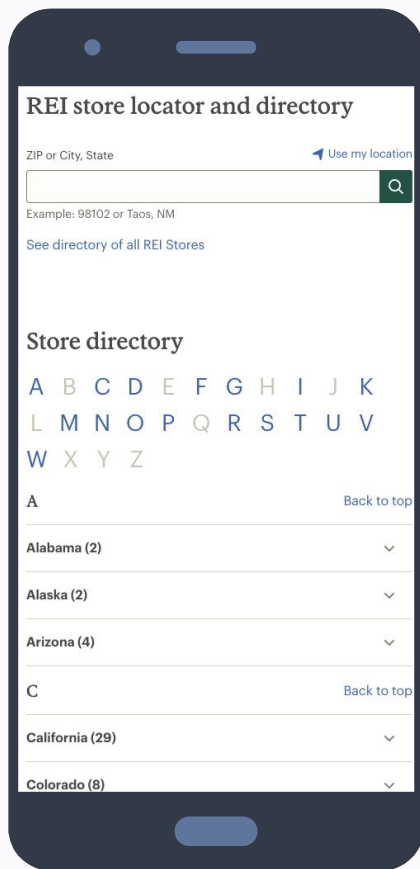 REI store locator and directory
ZIP or City, State Use my location
Example: 98102 or Taos, NM
See directory of all REI Stores
Store directory
A B C D E F G H I J K
L M N O P Q R S T U V
W X Y Z
A Back to top
Alabama (2)
Alaska (2)
Arizona (4)
C Back to top
California (29)
Colorado (8)